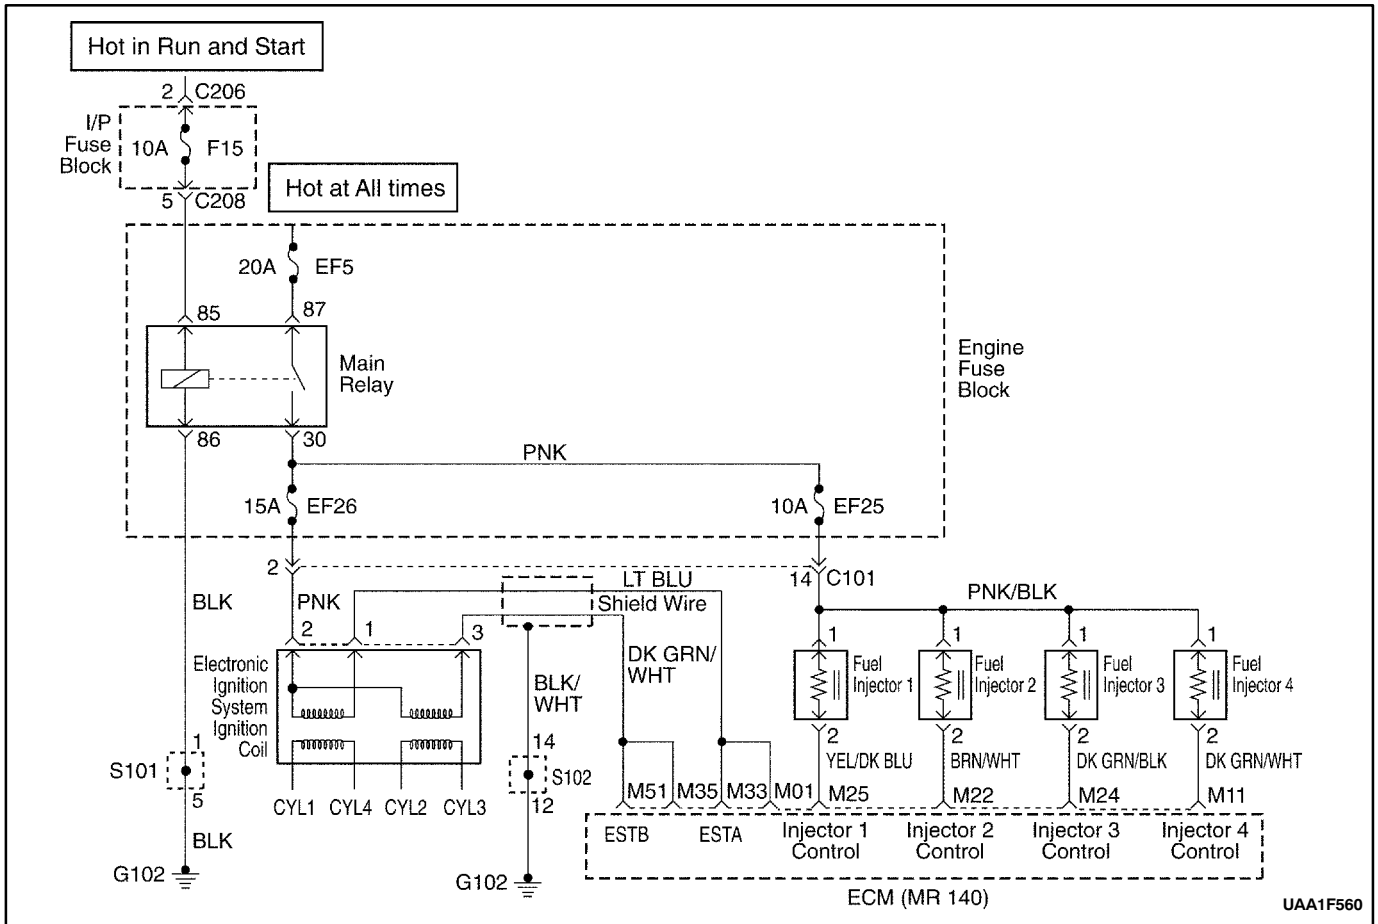 Hot in Run and Start
2 C206
I/P
Fuse
Block
10A F15
5 C208
Hot at All times
20A EF5
85 87
Main
Relay
86 30
Engine
Fuse
Block
PNK
15A EF26
10A EF25
2
14 C101
BLK
PNK
LT BLU
Shield Wire
PNK/BLK
2 1 3
DK GRN/
WHT
BLK/
WHT
Electronic
Ignition
System
Ignition
Coil
1 1 1 1
Fuel
Injector 1
Fuel
Injector 2
Fuel
Injector 3
Fuel
Injector 4
2 2 2 2
YEL/DK BLU BRN/WHT DK GRN/BLK DK GRN/WHT
1
S101
5
14
S102
12
CYL1 CYL4 CYL2 CYL3
M51 M35 M33 M01 M25 M22 M24 M11
ESTB ESTA
Injector 1
Control
Injector 2
Control
Injector 3
Control
Injector 4
Control
BLK
G102
G102
ECM (MR 140)
UAA1F560